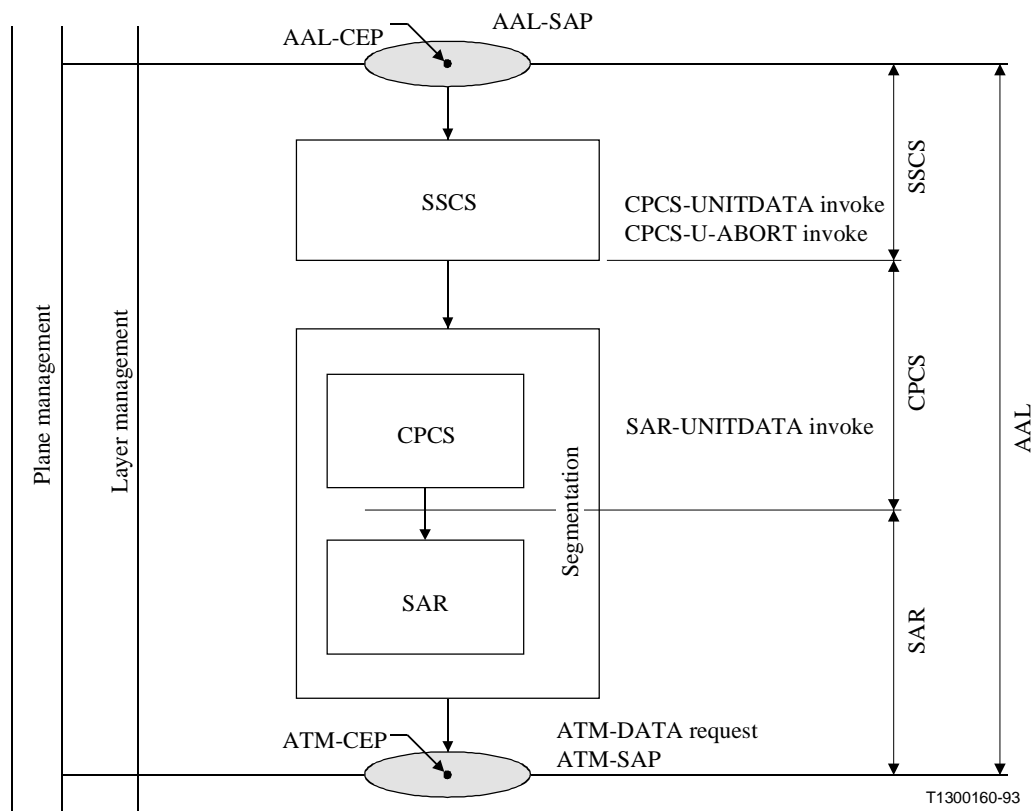 AAL-SAP
AAL-CEP
SSCS
SSCS
CPCS-UNITDATA invoke
CPCS-U-ABORT invoke
Plane management
Layer management
CPCS
CPCS
SAR-UNITDATA invoke
AAL
Segmentation
SAR
SAR
ATM-DATA request
ATM-CEP
ATM-SAP
T1300160-93